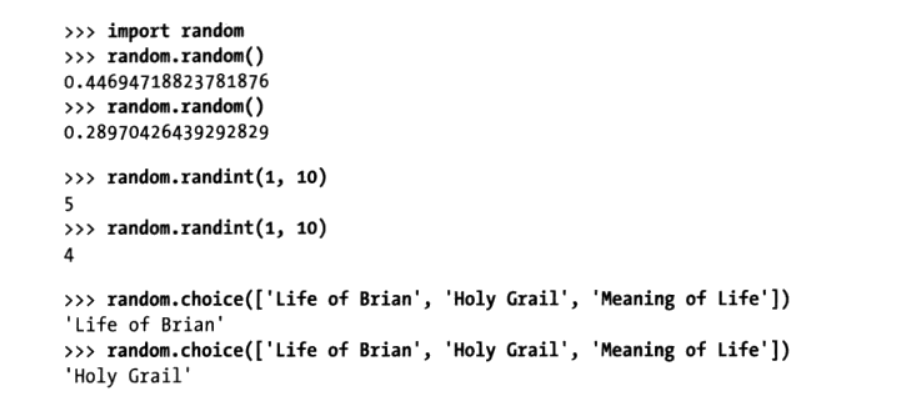 >>> import random
>>> random.random()
0.44694718823781876
>>> random.random()
0.28970426439292829
>>> random.randint(1, 10)
5
>>> random.randint(1, 10)
4
>>> random.choice(['Life of Brian', 'Holy Grail', 'Meaning of Life'])
'Life of Brian'
>>> random.choice(['Life of Brian', 'Holy Grail', 'Meaning of Life'])
'Holy Grail'